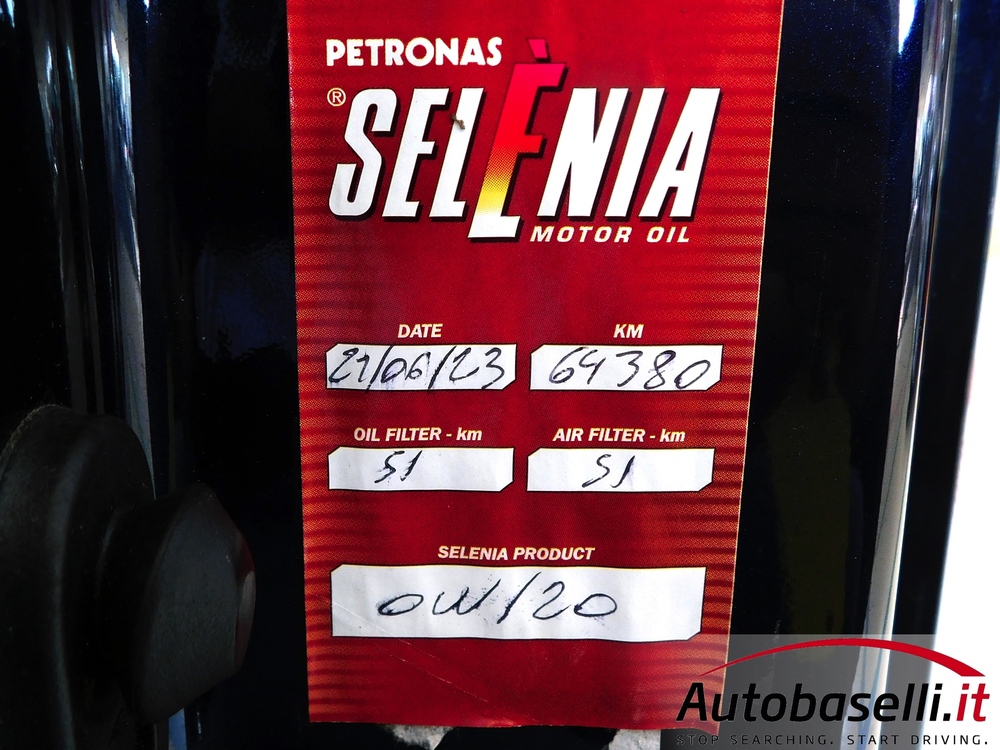 PETRONAS
® SELÈNIA
MOTOR OIL
DATE KM
21/06/23 64380
OIL FILTER - km AIR FILTER - km
SI SI
SELENIA PRODUCT
0W/20
Autobaselli.it
STOP SEARCHING. START DRIVING.